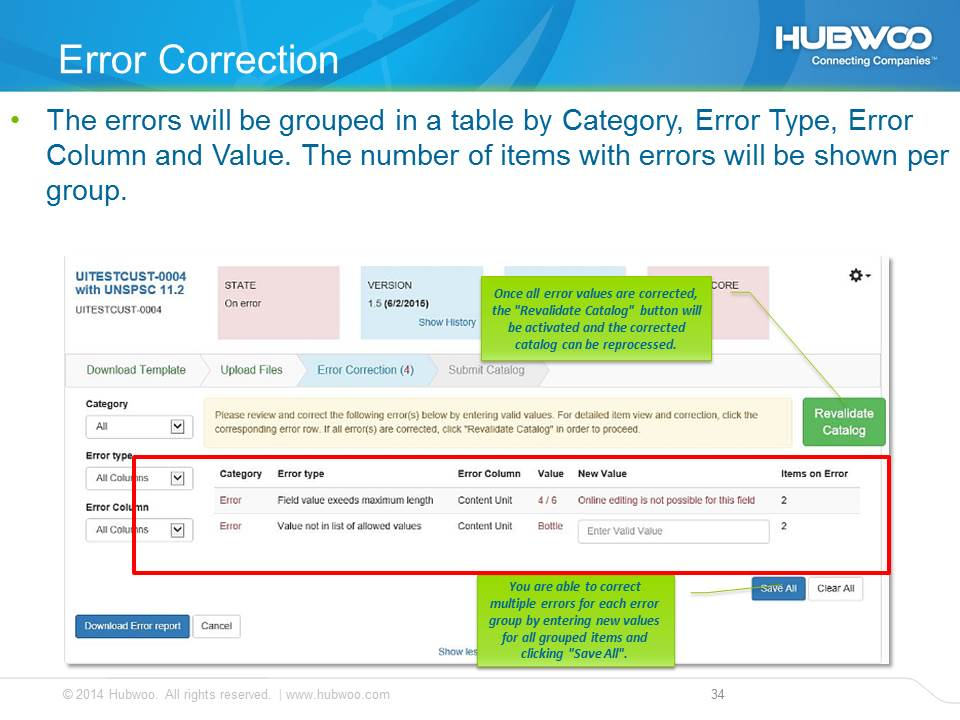 Error Correction
HUBWOO
Connecting Companies™
• The errors will be grouped in a table by Category, Error Type, Error
Column and Value. The number of items with errors will be shown per
group.
UITESTCUST-0004
with UNSPSC 11.2
UITESTCUST-0004
STATE
On error
VERSION
1.5 (6/2/2015)
Show History
CORE
Once all error values are corrected,
the "Revalidate Catalog" button will
be activated and the corrected
catalog can be reprocessed.
Download Template
Upload Files
Error Correction (4)
Submit Catalog
Category
All
Error type
All Columns
Error Column
All Columns
Please review and correct the following error(s) below by entering valid values. For detailed item view and correction, click the
corresponding error row. If all error(s) are corrected, click "Revalidate Catalog" in order to proceed.
Revalidate
Catalog
Category Error type Error Column Value New Value Items on Error
Error Field value exceeds maximum length Content Unit 4 / 6 Online editing is not possible for this field 2
Error Value not in list of allowed values Content Unit Bottle Enter Valid Value 2
You are able to correct
multiple errors for each error
group by entering new values
for all grouped items and
clicking "Save All".
Save All
Clear All
Download Error report
Cancel
Show les
© 2014 Hubwoo. All rights reserved. | www.hubwoo.com
34